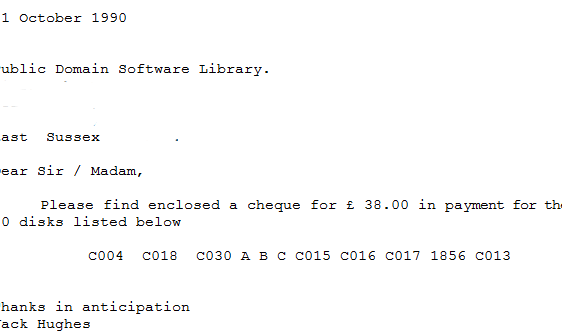 1 October 1990
ublic Domain Software Library.
ast Sussex
ear Sir / Madam,
Please find enclosed a cheque for £ 38.00 in payment for th
0 disks listed below
C004 C018 C030 A B C C015 C016 C017 1856 C013
hanks in anticipation
ack Hughes